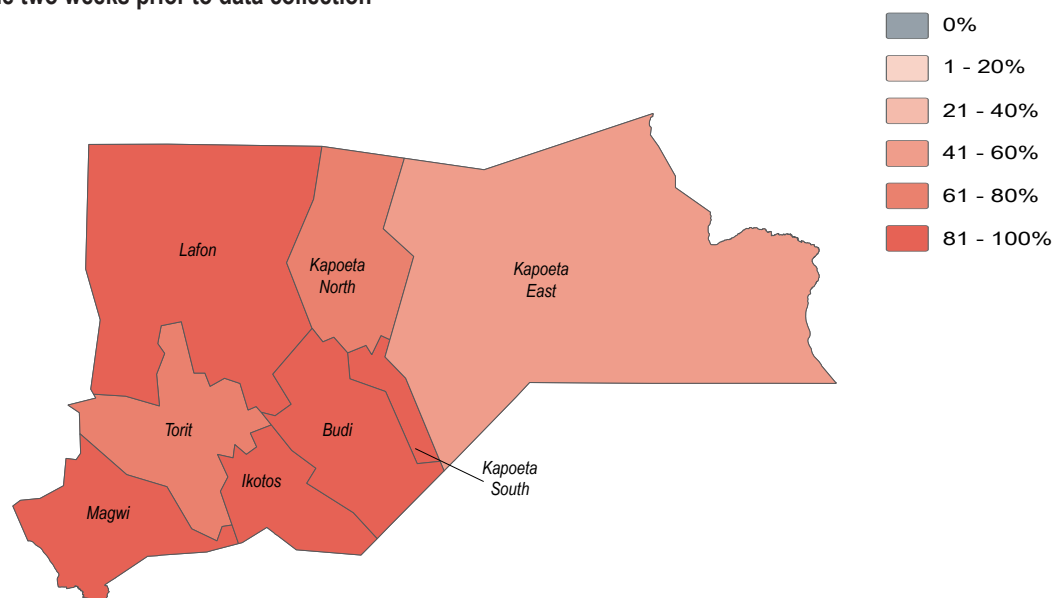 two weeks prior to data collection
0%
1 - 20%
21 - 40%
41 - 60%
61 - 80%
81 - 100%
Lafon
Kapoeta
North
Kapoeta
East
Torit
Budi
Ikotos
Kapoeta
South
Magwi